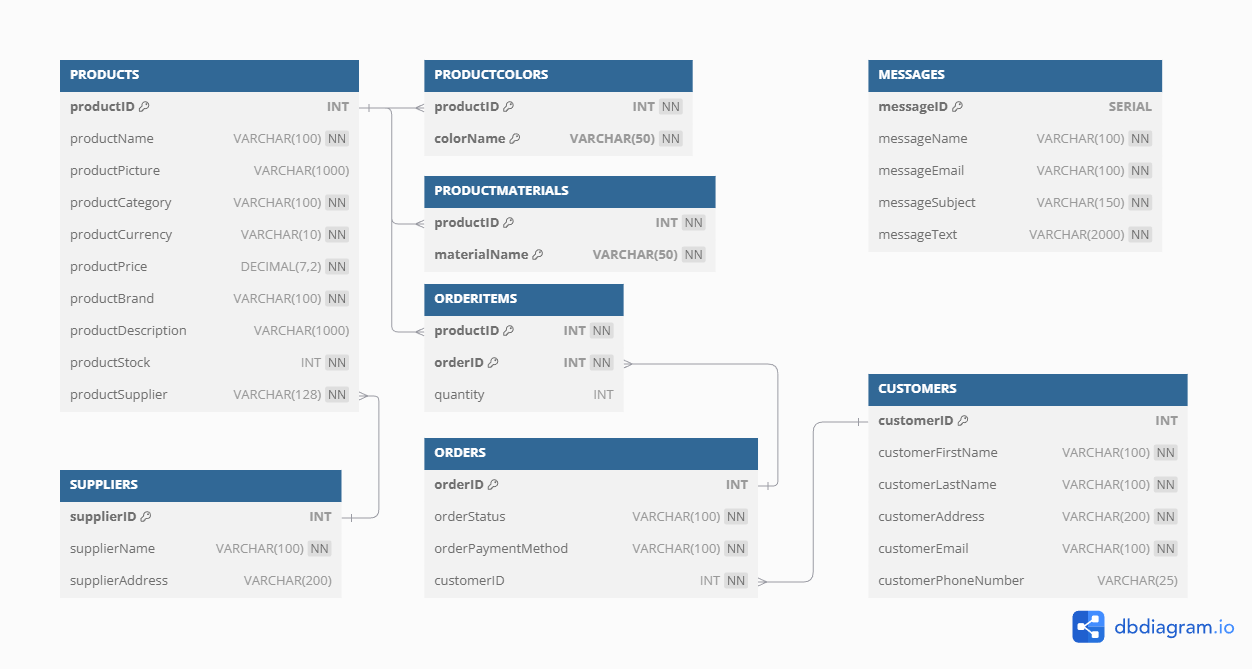 PRODUCTS
productID INT
productName VARCHAR(100) NN
productPicture VARCHAR(1000)
productCategory VARCHAR(100) NN
productCurrency VARCHAR(10) NN
productPrice DECIMAL(7,2) NN
productBrand VARCHAR(100) NN
productDescription VARCHAR(1000)
productStock INT NN
productSupplier VARCHAR(128) NN
SUPPLIERS
supplierID INT
supplierName VARCHAR(100) NN
supplierAddress VARCHAR(200)
PRODUCTCOLORS
productID INT NN
colorName VARCHAR(50) NN
PRODUCTMATERIALS
productID INT NN
materialName VARCHAR(50) NN
ORDERITEMS
productID INT NN
orderID INT NN
quantity INT
ORDERS
orderID INT
orderStatus VARCHAR(100) NN
orderPaymentMethod VARCHAR(100) NN
customerID INT NN
MESSAGES
messageID SERIAL
messageName VARCHAR(100) NN
messageEmail VARCHAR(100) NN
messageSubject VARCHAR(150) NN
messageText VARCHAR(2000) NN
CUSTOMERS
customerID INT
customerFirstName VARCHAR(100) NN
customerLastName VARCHAR(100) NN
customerAddress VARCHAR(200) NN
customerEmail VARCHAR(100) NN
customerPhoneNumber VARCHAR(25)
dbdiagram.io